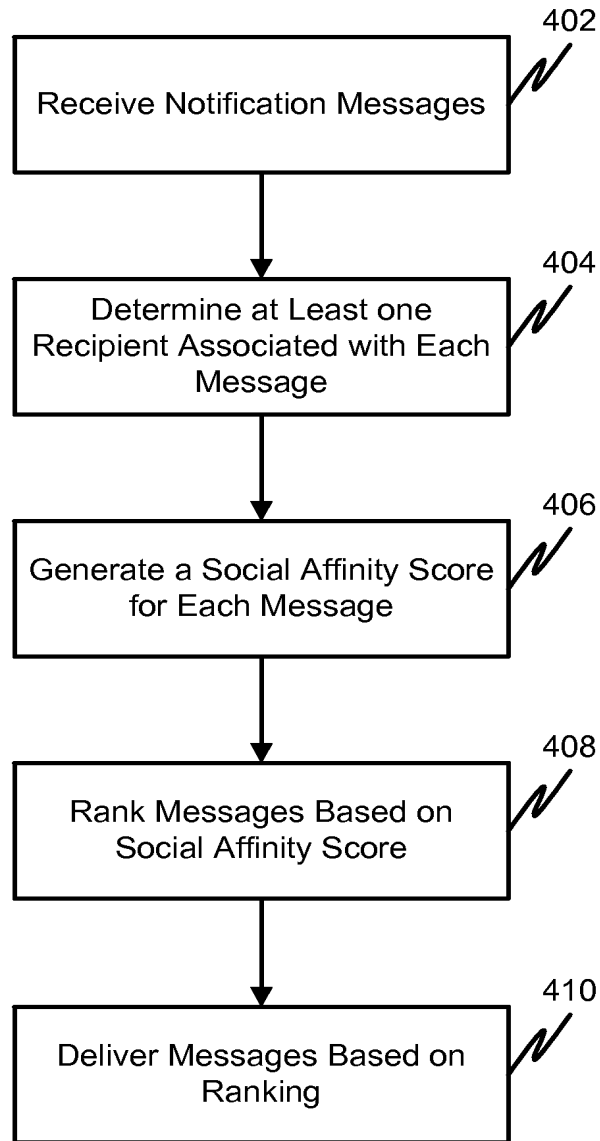 402
Receive Notification Messages
404
Determine at Least one
Recipient Associated with Each
Message
406
Generate a Social Affinity Score
for Each Message
408
Rank Messages Based on
Social Affinity Score
410
Deliver Messages Based on
Ranking